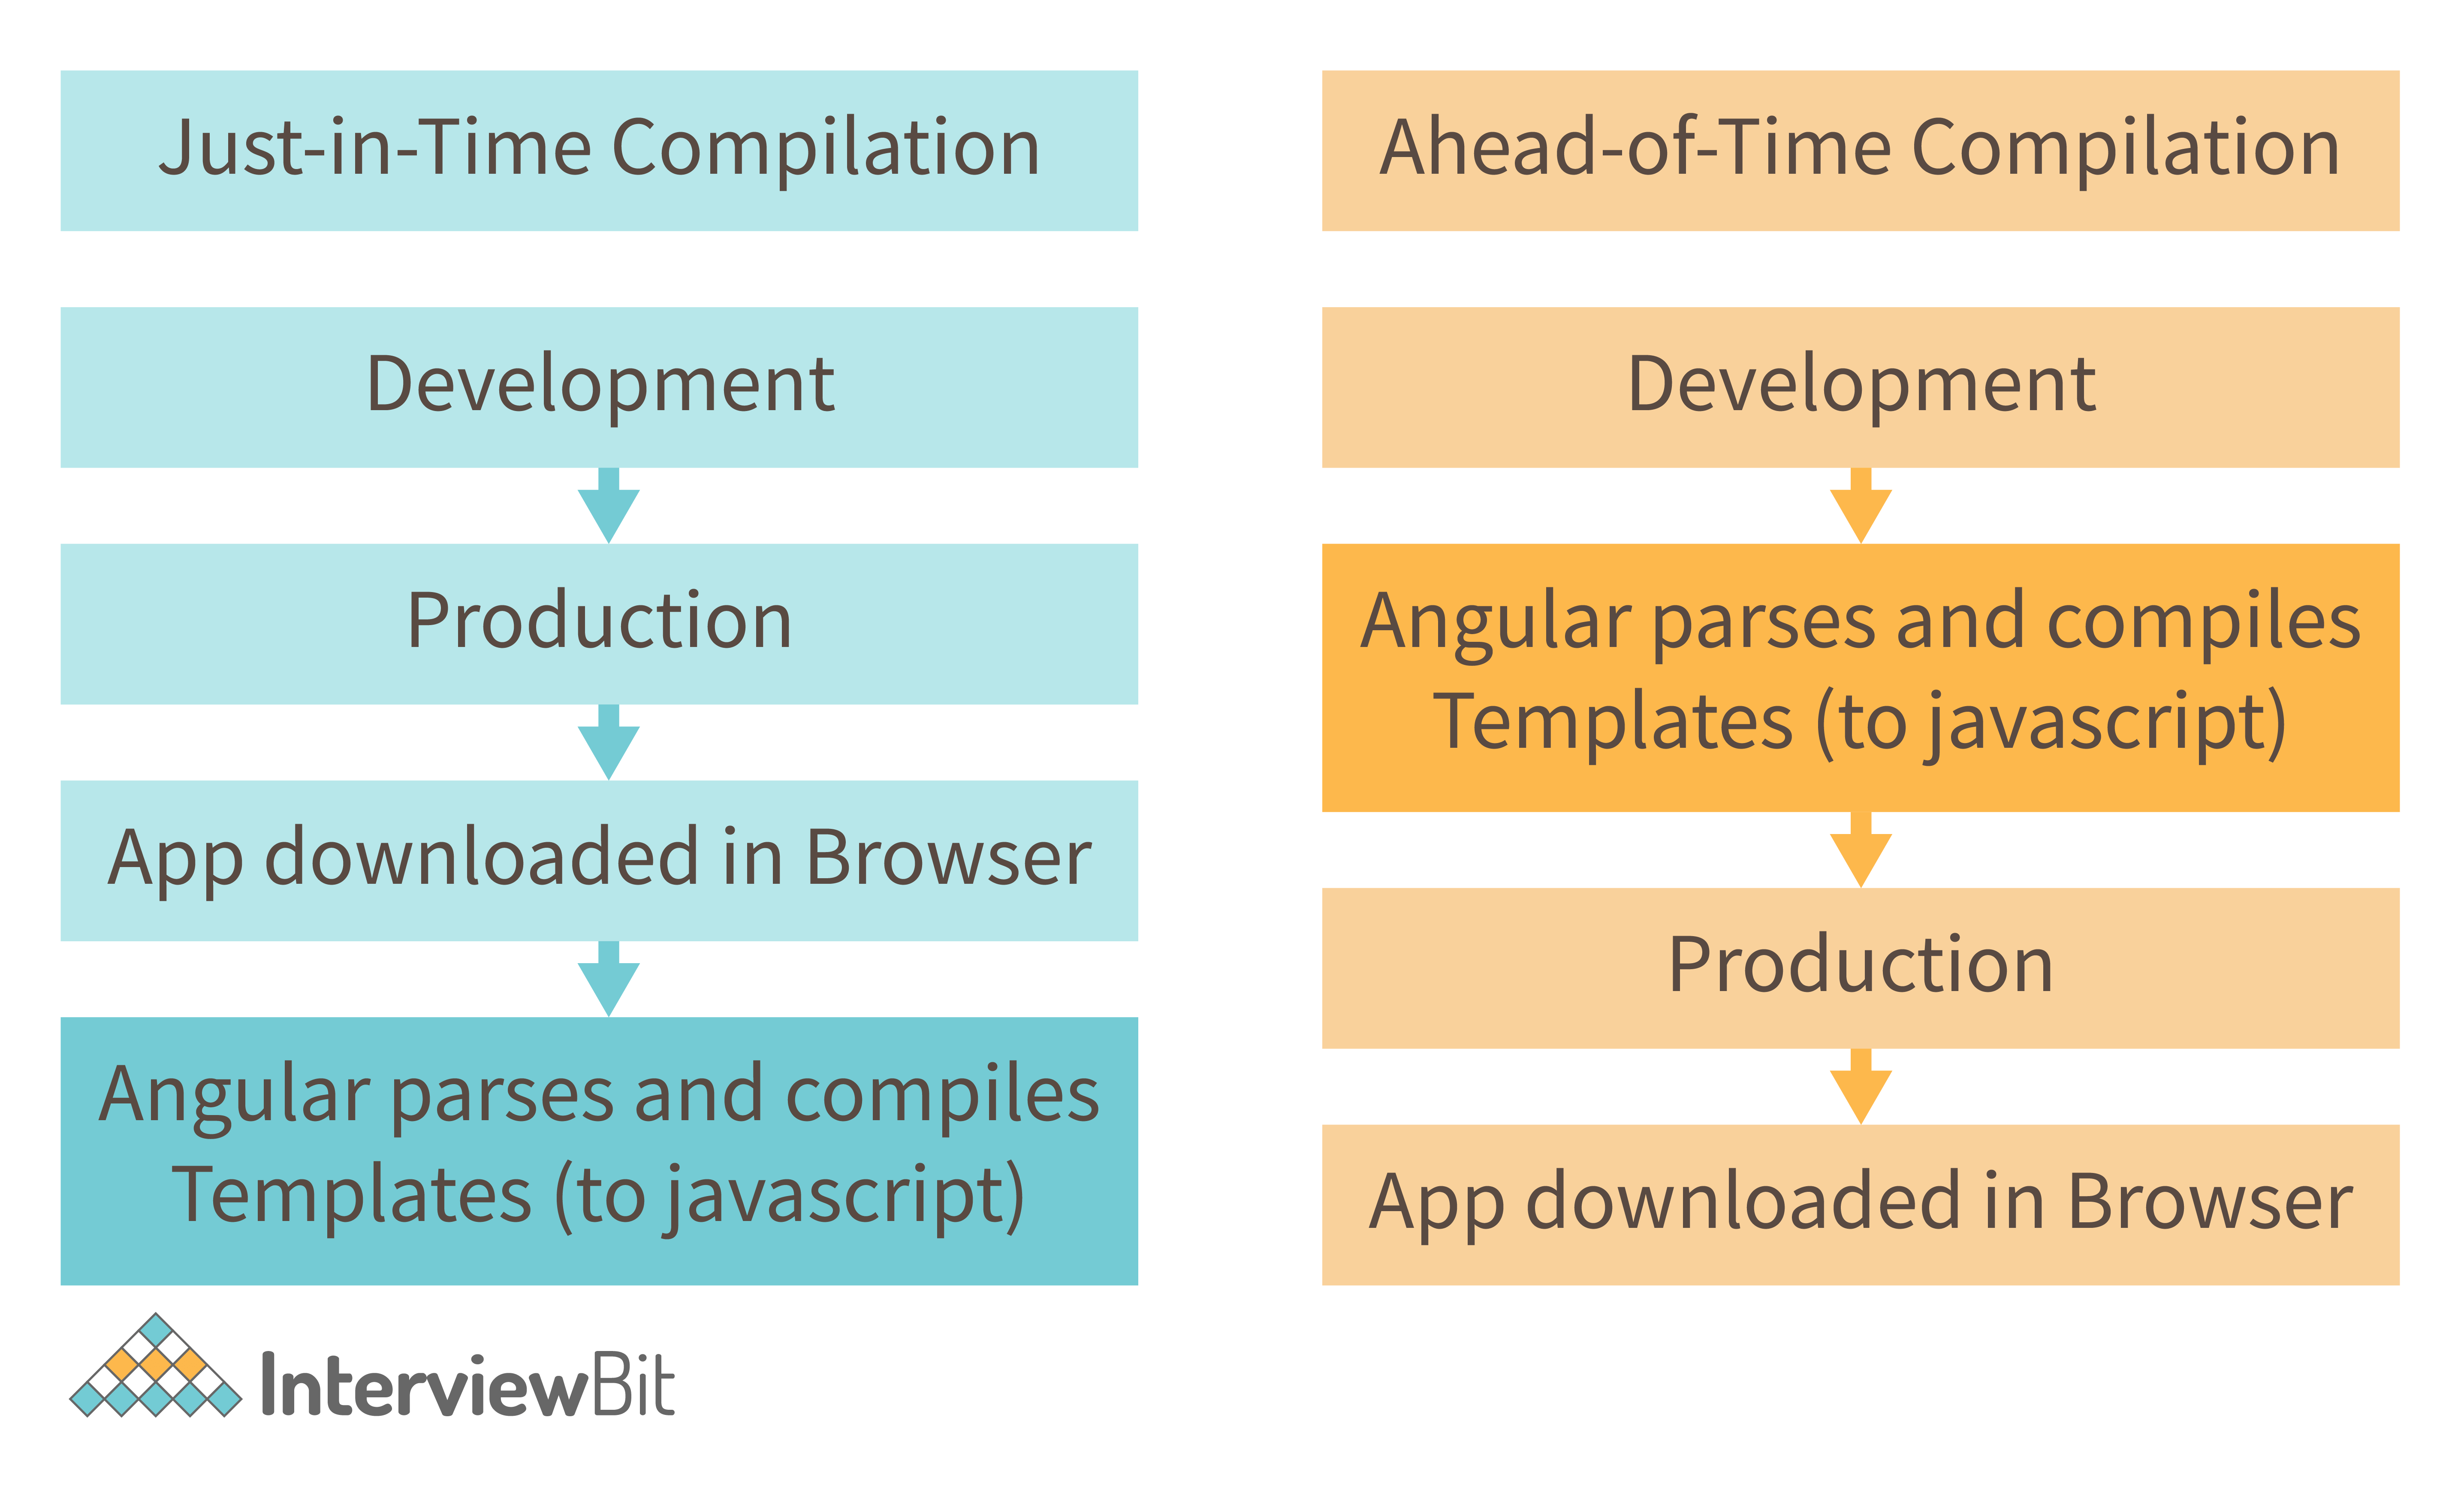 Just-in-Time Compilation
Development
Production
App downloaded in Browser
Angular parses and compiles
Templates (to javascript)
Ahead-of-Time Compilation
Development
Angular parses and compiles
Templates (to javascript)
Production
App downloaded in Browser
InterviewBit